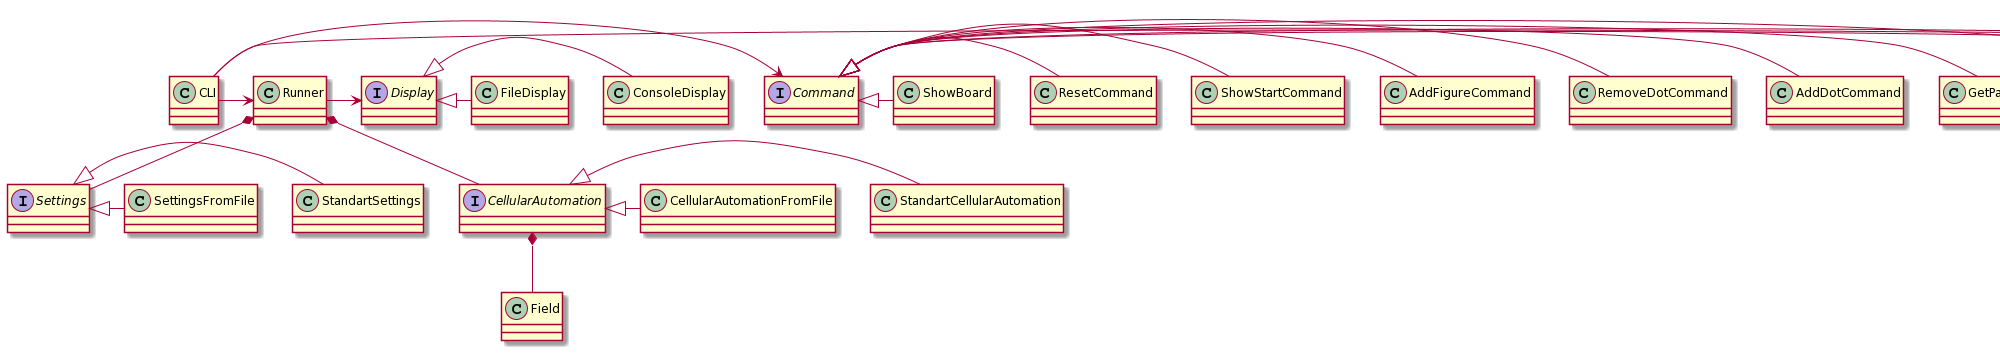 C CLI
C Runner
I Display
C FileDisplay
C ConsoleDisplay
I Command
C ShowBoard
C ResetCommand
C ShowStartCommand
C AddFigureCommand
C RemoveDotCommand
C AddDotCommand
C GetPa
I Settings
C SettingsFromFile
C StandartSettings
I CellularAutomation
C CellularAutomationFromFile
C StandartCellularAutomation
C Field